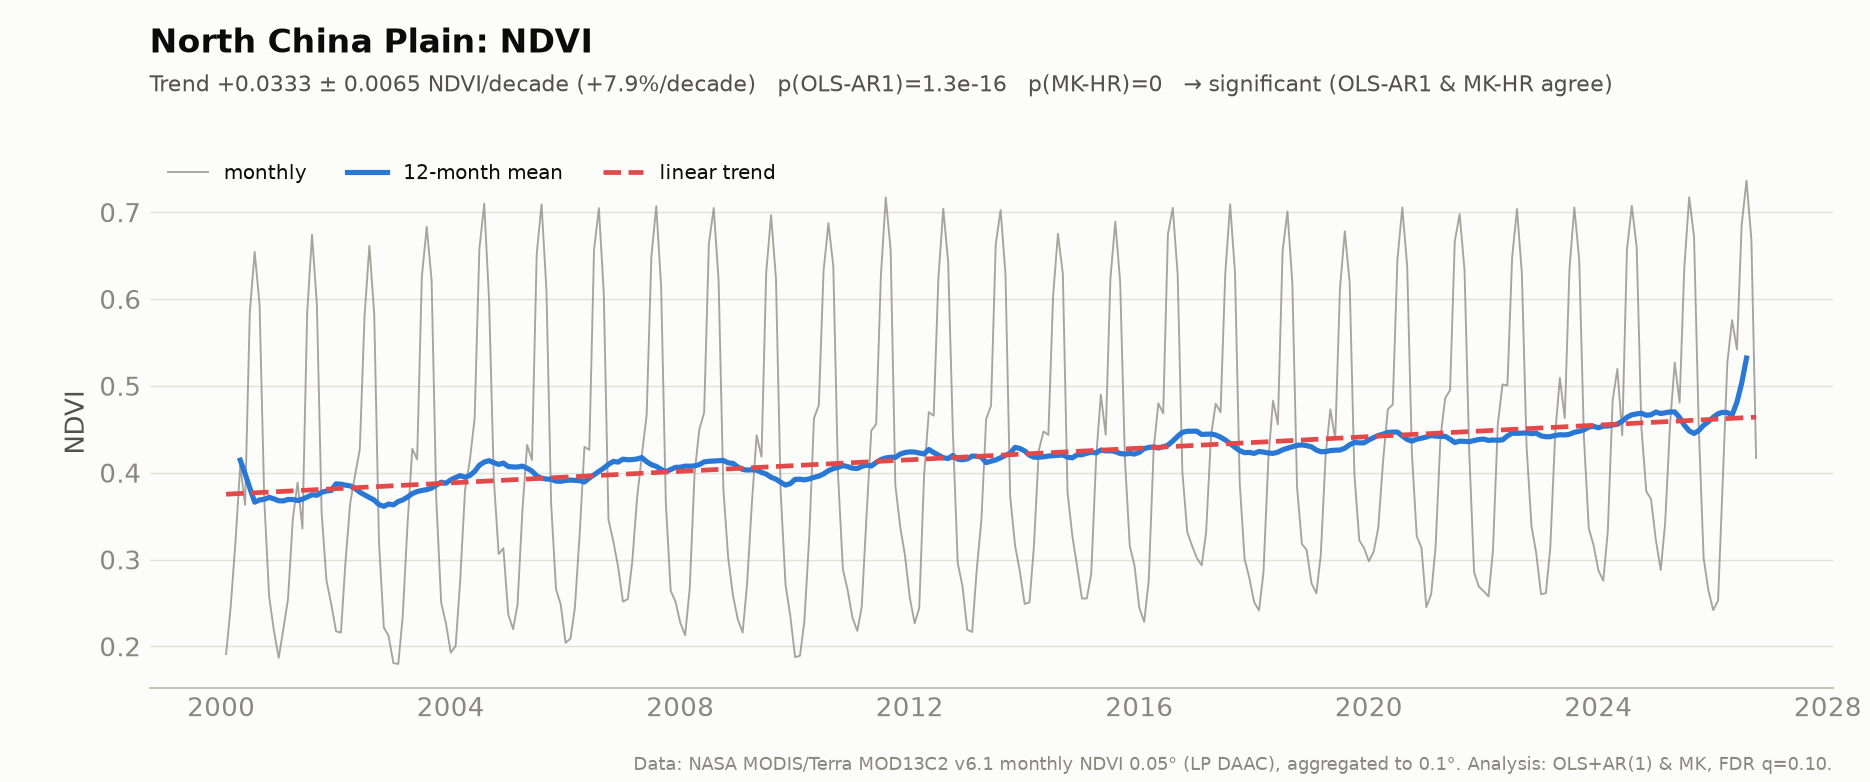 North China Plain: NDVI
Trend +0.0333 ± 0.0065 NDVI/decade (+7.9%/decade)   p(OLS-AR1)=1.3e-16   p(MK-HR)=0   → significant (OLS-AR1 & MK-HR agree)
monthly   12-month mean   linear trend
NDVI
0.7
0.6
0.5
0.4
0.3
0.2
2000   2004   2008   2012   2016   2020   2024   2028
Data: NASA MODIS/Terra MOD13C2 v6.1 monthly NDVI 0.05° (LP DAAC), aggregated to 0.1°. Analysis: OLS+AR(1) & MK, FDR q=0.10.